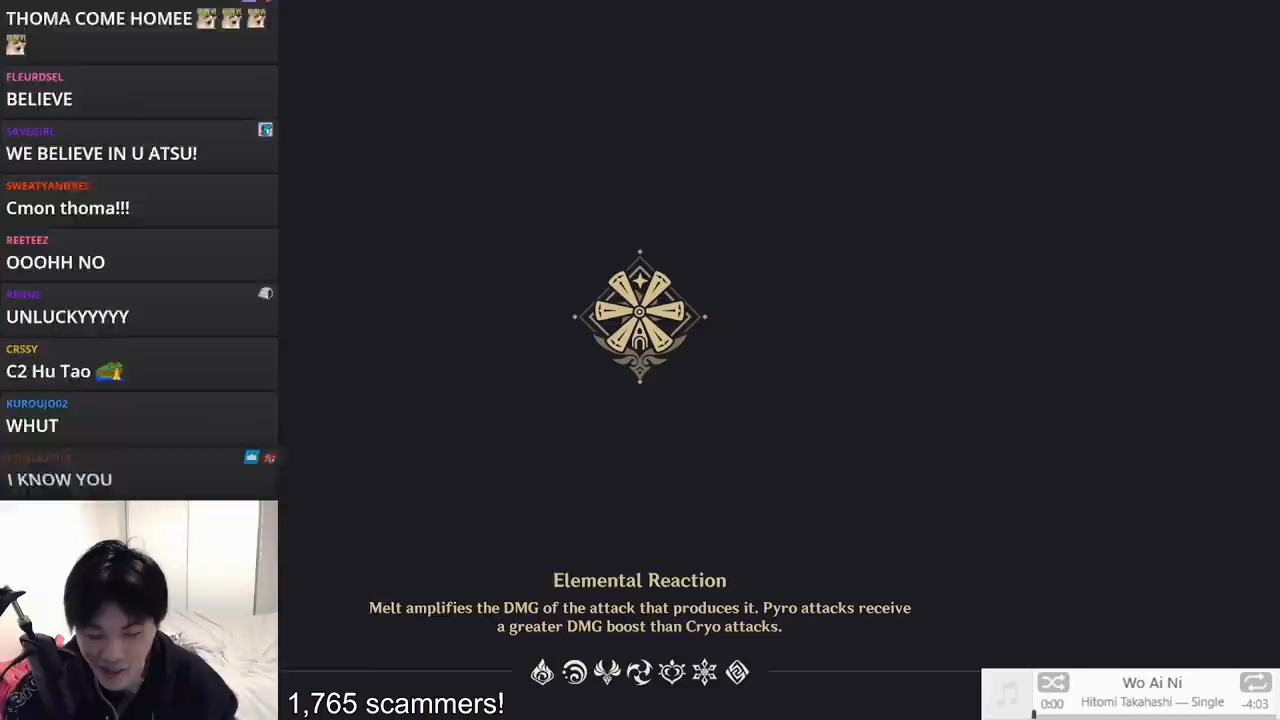 THOMA COME HOMEE
FLEURDSEL
BELIEVE
SAVEGIRL
WE BELIEVE IN U ATSU!
SWEATYANDRES
Cmon thoma!!!
REETEEZ
OOOHH NO
UNLUCKYYYYY
CRSSY
C2 Hu Tao
KUROUJO02
WHUT
I KNOW YOU
Elemental Reaction
Melt amplifies the DMG of the attack that produces it. Pyro attacks receive
a greater DMG boost than Cryo attacks.
1,765 scammers!
Wo Ai Ni
0:00 Hitomi Takahashi — Single -4:03